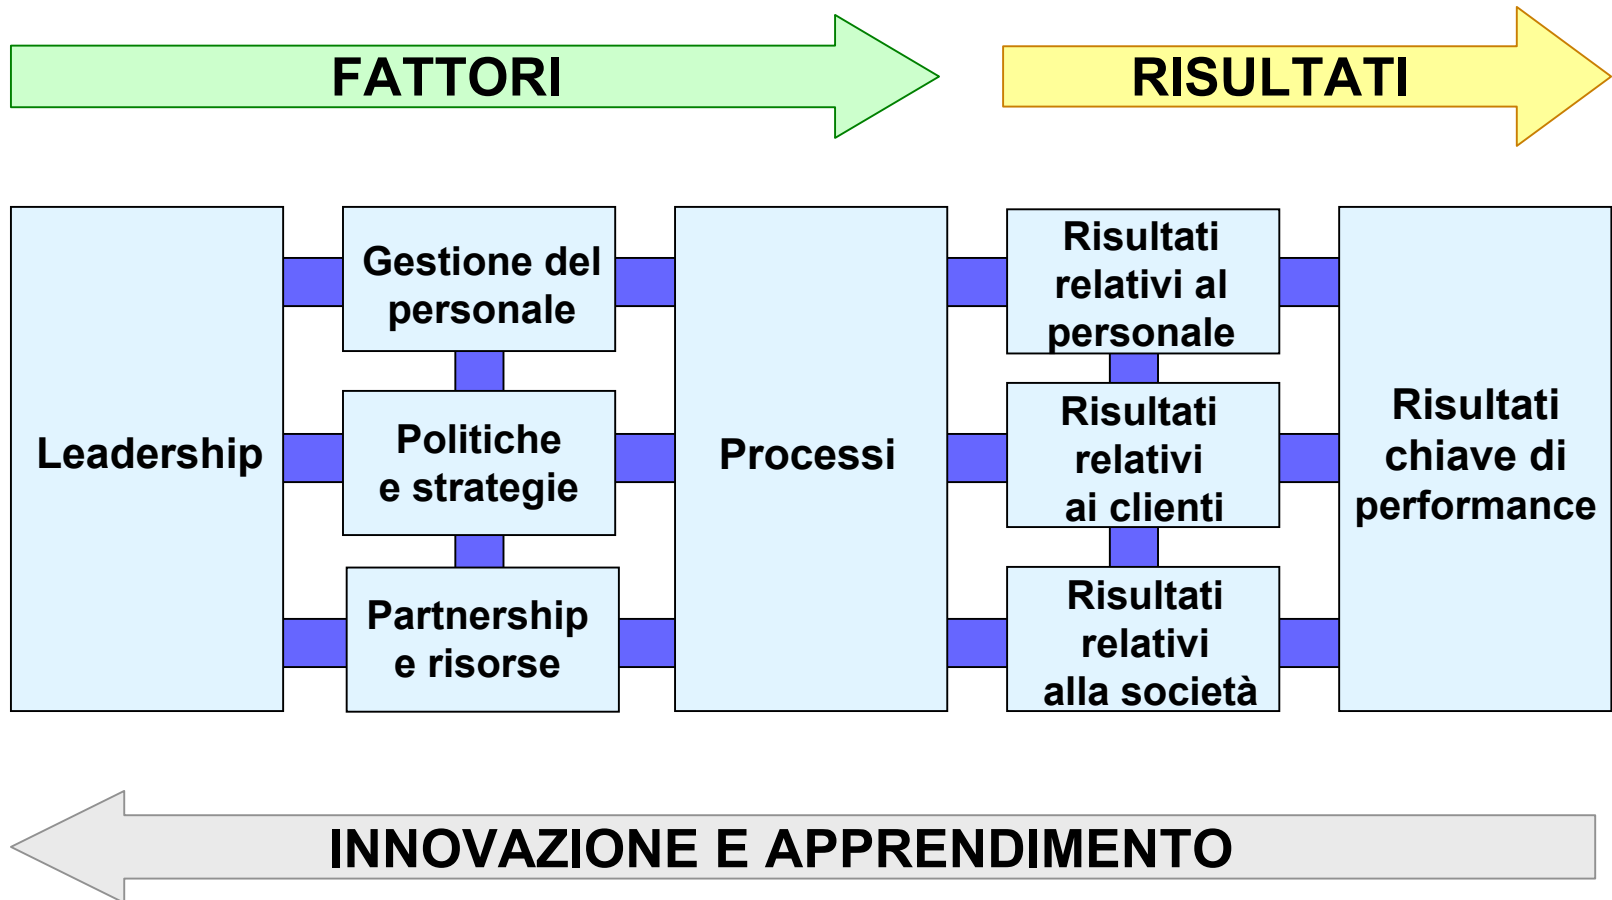 FATTORI
RISULTATI
Leadership
Gestione del
personale
Politiche
e strategie
Partnership
e risorse
Processi
Risultati
relativi al
personale
Risultati
relativi
ai clienti
Risultati
relativi
alla società
Risultati
chiave di
performance
INNOVAZIONE E APPRENDIMENTO